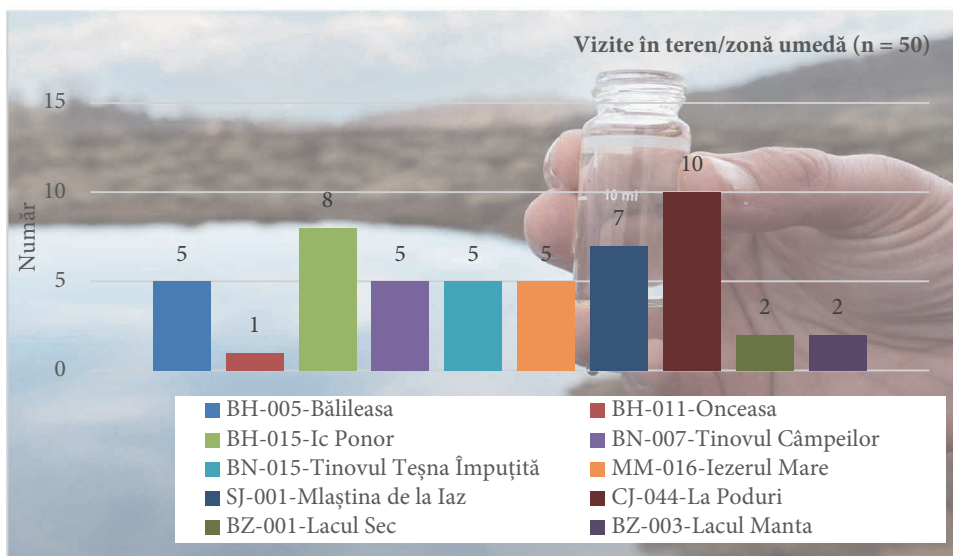 Vizite în teren/zonă umedă (n = 50)
Număr
15
10
5
0
5
1
8
5
5
5
7
10
2
2
10 ml
BH-005-Bălileasa
BH-011-Onceasa
BH-015-Ic Ponor
BN-007-Tinovul Câmpeilor
BN-015-Tinovul Teșna Împuțită
MM-016-Iezerul Mare
SJ-001-Mlaștina de la Iaz
CJ-044-La Poduri
BZ-001-Lacul Sec
BZ-003-Lacul Manta